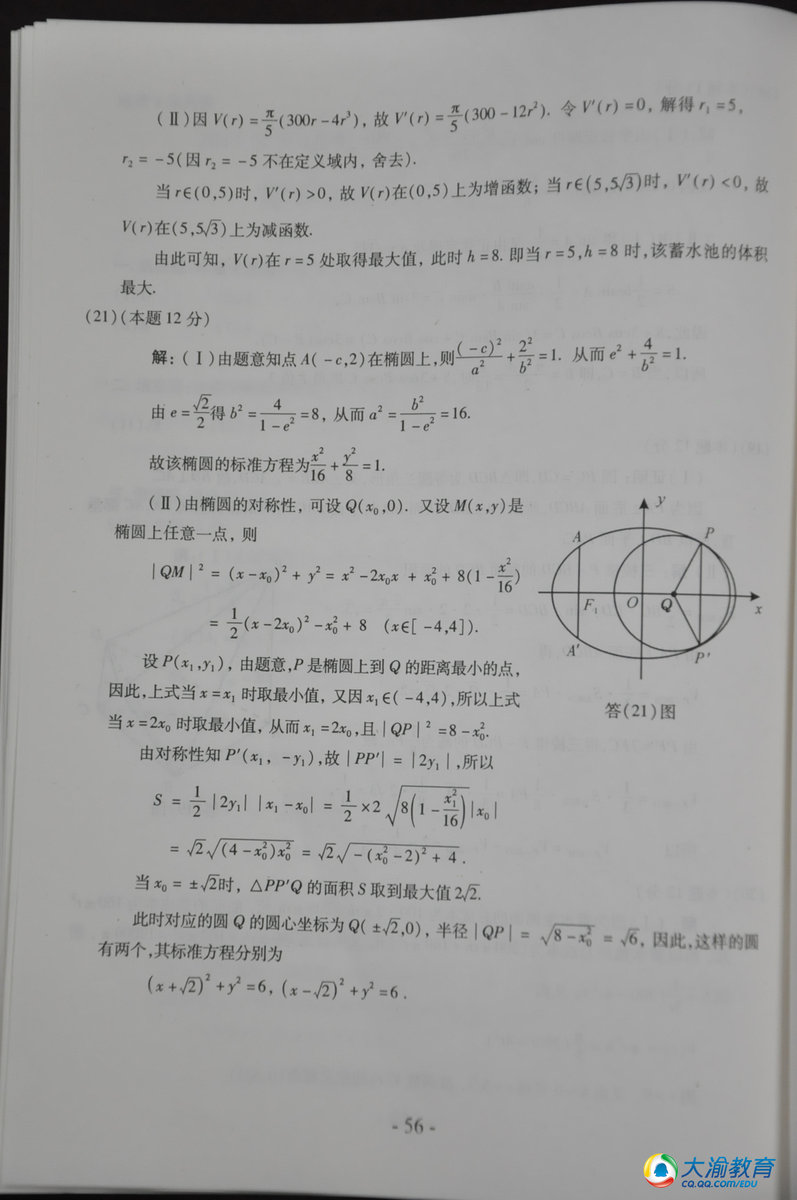 (Ⅱ)因 V(r)=π/5(300r-4r³), 故 V′(r)=π/5(300-12r²). 令 V′(r)=0, 解得 r₁=5,
r₂=-5(因 r₂=-5 不在定义域内, 舍去).
当 r∈(0,5)时, V′(r)>0, 故 V(r)在(0,5)上为增函数; 当 r∈(5,5√3)时, V′(r)<0, 故
V(r)在(5,5√3)上为减函数.
由此可知, V(r)在 r=5 处取得最大值, 此时 h=8. 即当 r=5,h=8 时,该蓄水池的体积
最大.
(21)(本题12分)
解: (Ⅰ)由题意知点 A(-c,2)在椭圆上,则(-c)²/a²+2²/b²=1. 从而 e²+4/b²=1.
由 e=√2/2得 b²=4/(1-e²)=8, 从而 a²=b²/(1-e²)=16.
故该椭圆的标准方程为x²/16+y²/8=1.
(Ⅱ)由椭圆的对称性, 可设 Q(x₀,0). 又设 M(x,y)是
椭圆上任意一点, 则
|QM|²=(x-x₀)²+y²=x²-2x₀x+x₀²+8(1-x²/16)
=1/2(x-2x₀)²-x₀²+8 (x∈[-4,4]).
设 P(x₁,y₁), 由题意,P 是椭圆上到 Q 的距离最小的点,
因此,上式当 x=x₁ 时取最小值, 又因 x₁∈(-4,4),所以上式
当 x=2x₀ 时取最小值, 从而 x₁=2x₀,且|QP|²=8-x₀².
由对称性知 P′(x₁, -y₁),故|PP′|=|2y₁|,所以
S=1/2|2y₁||x₁-x₀|=1/2×2√(8(1-x₁²/16))|x₀|
=√2√((4-x₀²)x₀²)=√2√(-(x₀²-2)²+4).
当 x₀=±√2时, △PP′Q 的面积 S 取到最大值 2√2.
此时对应的圆 Q 的圆心坐标为 Q(±√2,0), 半径|QP|=√(8-x₀²)=√6, 因此, 这样的圆
有两个,其标准方程分别为
(x+√2)²+y²=6, (x-√2)²+y²=6.
y
A
P
F₁
O
Q
x
A′
P′
答(21)图
- 56 -
大渝教育
CQ.QQ.COM/EDU